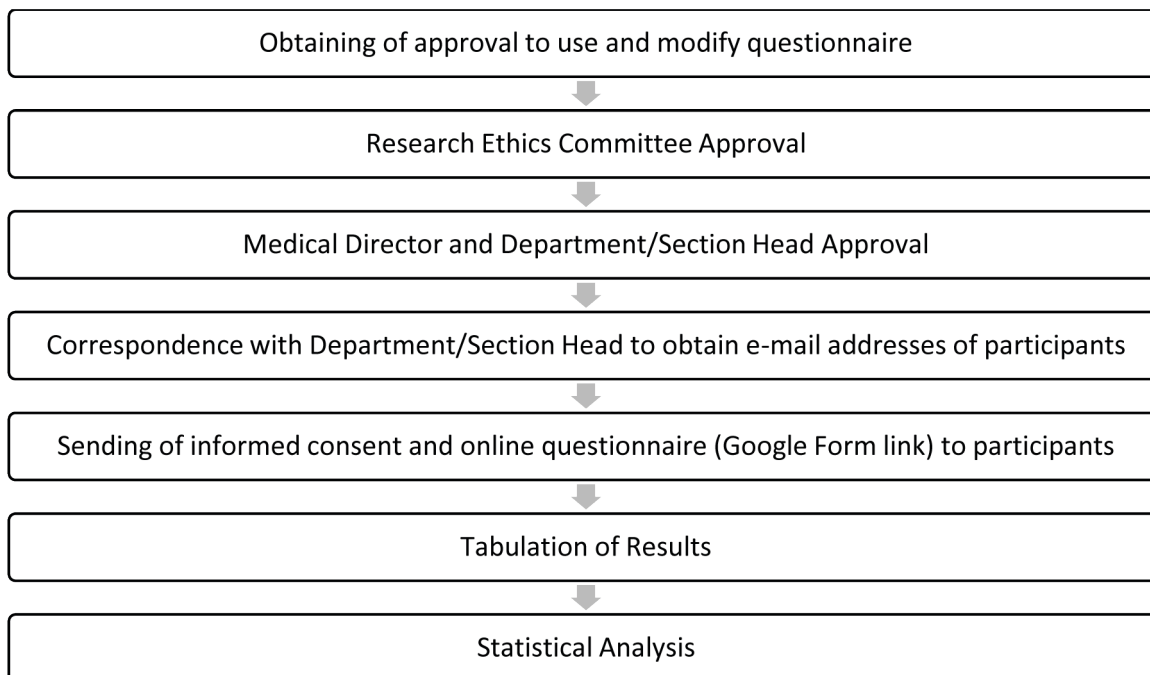 Obtaining of approval to use and modify questionnaire
Research Ethics Committee Approval
Medical Director and Department/Section Head Approval
Correspondence with Department/Section Head to obtain e-mail addresses of participants
Sending of informed consent and online questionnaire (Google Form link) to participants
Tabulation of Results
Statistical Analysis